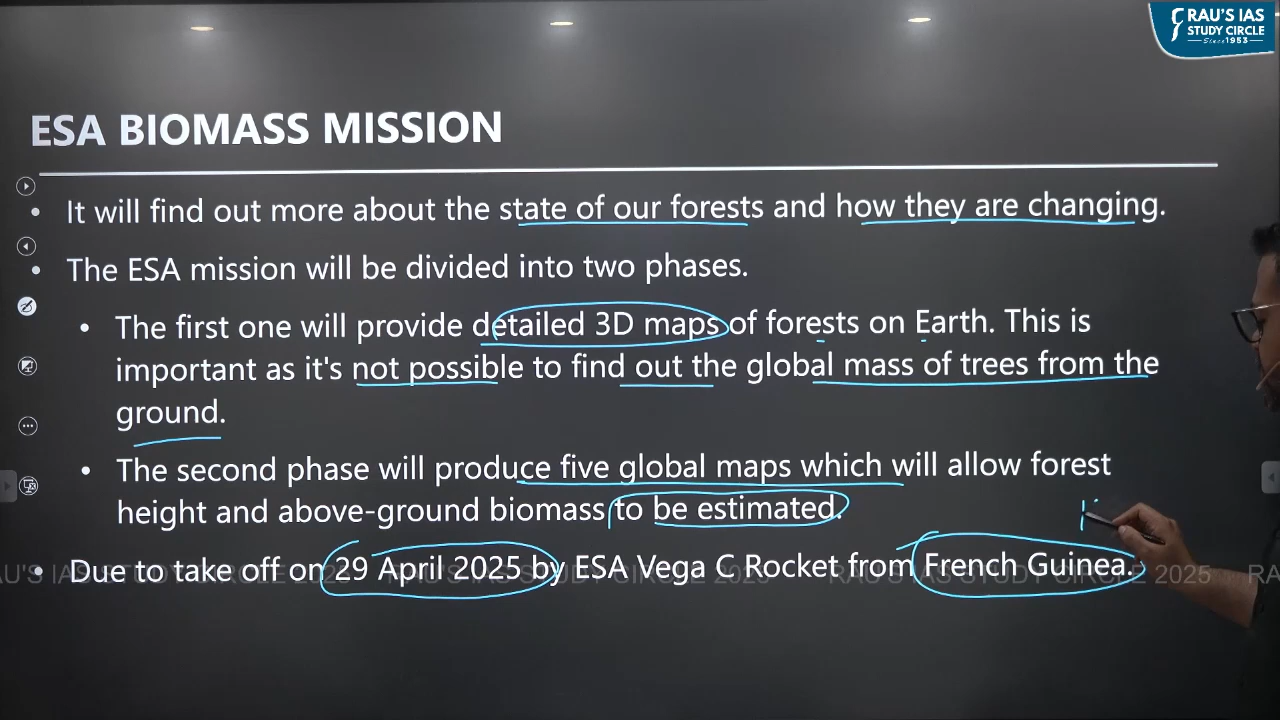 RAU'S IAS
STUDY CIRCLE
Since 1953
ESA BIOMASS MISSION
• It will find out more about the state of our forests and how they are changing.
• The ESA mission will be divided into two phases.
• The first one will provide detailed 3D maps of forests on Earth. This is
important as it's not possible to find out the global mass of trees from the
ground.
• The second phase will produce five global maps which will allow forest
height and above-ground biomass to be estimated.
• Due to take off on 29 April 2025 by ESA Vega C Rocket from French Guinea.
RAU'S IAS STUDY CIRCLE 2025